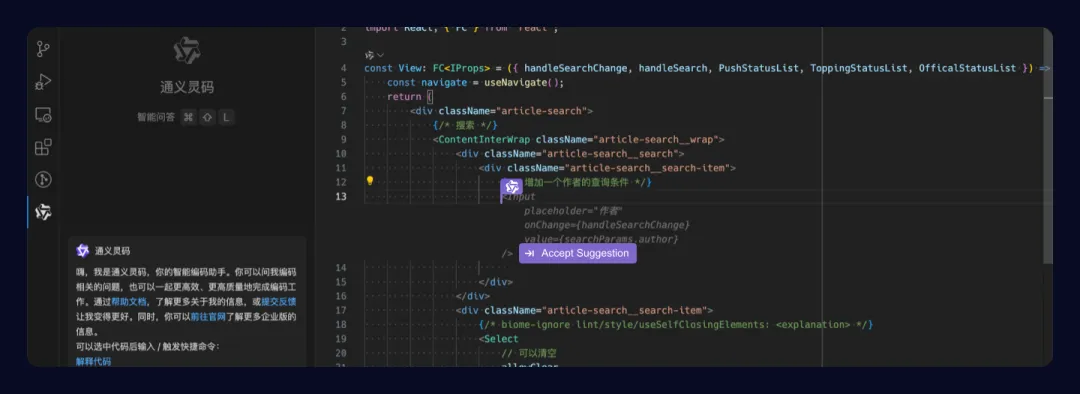 通义灵码
智能问答 ⌘ ⇧ L
通义灵码
嗨，我是通义灵码，你的智能编码助手。你可以问我编码
相关的问题，也可以一起更高效、更高质量地完成编码工
作。通过帮助文档，了解更多关于我的信息，或提交反馈
让我变得更好。同时，你可以前往官网了解更多企业版的
信息。
可以选中代码后输入 / 触发快捷命令：
解释代码
2 import React, { FC } from 'react';
3
4 const View: FC<IProps> = ({ handleSearchChange, handleSearch, PushStatusList, ToppingStatusList, OfficalStatusList }) =>
5 const navigate = useNavigate();
6 return (
7 <div className="article-search">
8 {/* 搜索 */}
9 <ContentInterWrap className="article-search__wrap">
10 <div className="article-search__search">
11 <div className="article-search__search-item">
12 增加一个作者的查询条件 */}
13 <Input
placeholder="作者"
onChange={handleSearchChange}
value={searchParams.author}
/> Accept Suggestion
14
15 </div>
16 </div>
17 <div className="article-search__search-item">
18 {/* biome-ignore lint/style/useSelfClosingElements: <explanation> */}
19 <Select
20 // 可以清空
21 allowClear